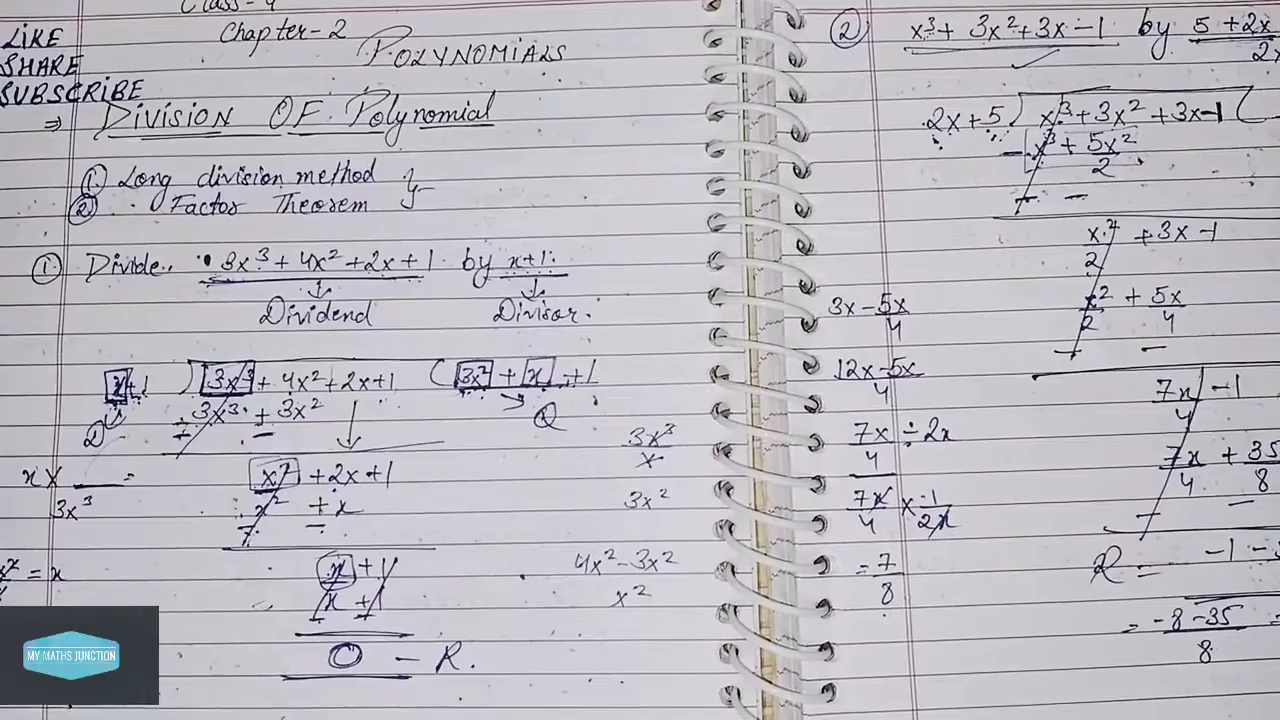 Class-9
Chapter-2
POLYNOMIALS
LIKE
SHARE
SUBSCRIBE
⇒ DIVISION OF Polynomial
① Long division method
② Factor Theorem
① Divide 3x³ + 4x² + 2x + 1 by x+1
Dividend Divisor
x+1 ) 3x³ + 4x² + 2x + 1 ( 3x² + x + 1
3x³ + 3x²
D Q
x² + 2x + 1
x² + x
x × __ = 3x³
x + 1
x + 1
0 – R.
3x³
x
3x²
4x² – 3x²
x²
= x
MY MATHS JUNCTION
② x³ + 3x² + 3x – 1 by 5 + 2x
2x + 5 ) x³ + 3x² + 3x – 1 (
x³ + 5x²
2
x² + 3x – 1
2
x² + 5x
2 4
7x – 1
4
7x + 35
4 8
R = –1 –
= –8 – 35
8
3x – 5x
4
12x – 5x
4
7x ÷ 2x
4
7x × 1
4 2x
= 7
8